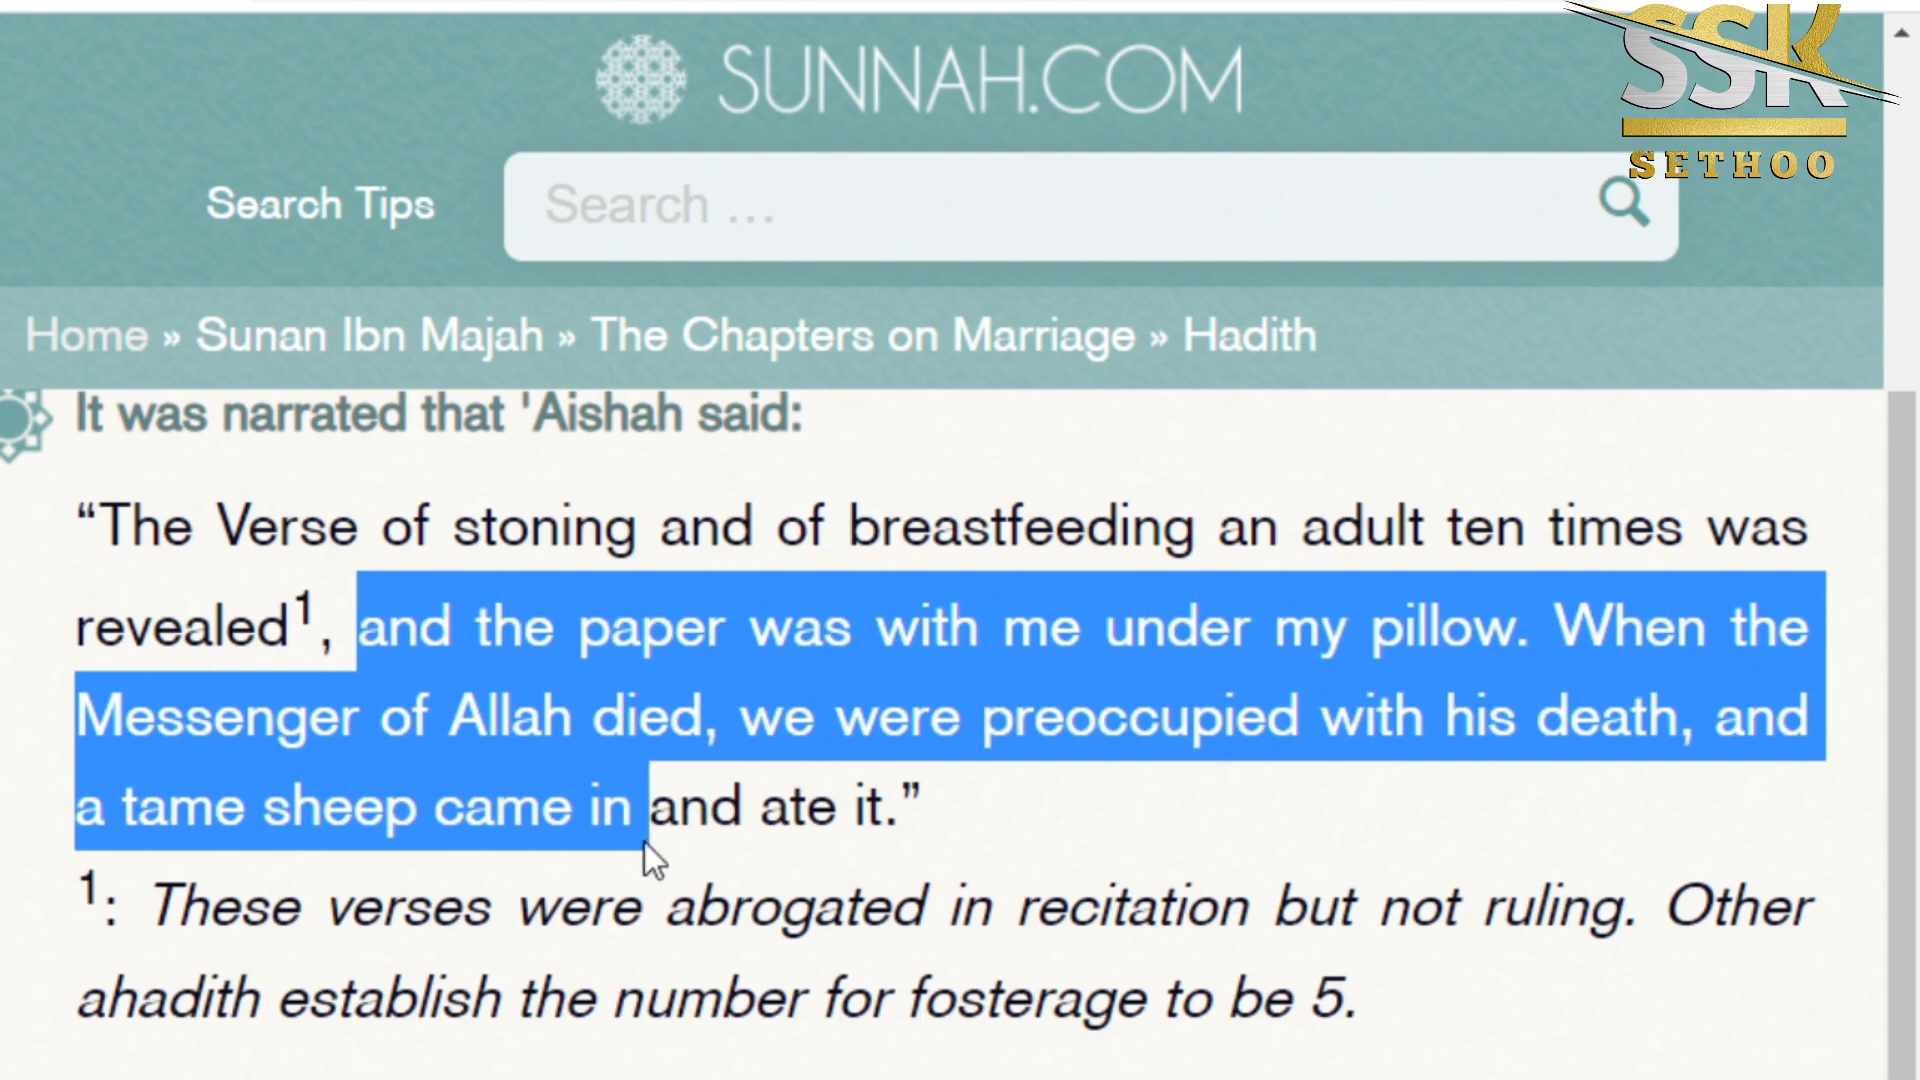 SSK
SETHOO
SUNNAH.COM
Search Tips
Search ...
Home » Sunan Ibn Majah » The Chapters on Marriage » Hadith
It was narrated that 'Aishah said:
“The Verse of stoning and of breastfeeding an adult ten times was
revealed¹, and the paper was with me under my pillow. When the
Messenger of Allah died, we were preoccupied with his death, and
a tame sheep came in and ate it.”
¹: These verses were abrogated in recitation but not ruling. Other
ahadith establish the number for fosterage to be 5.